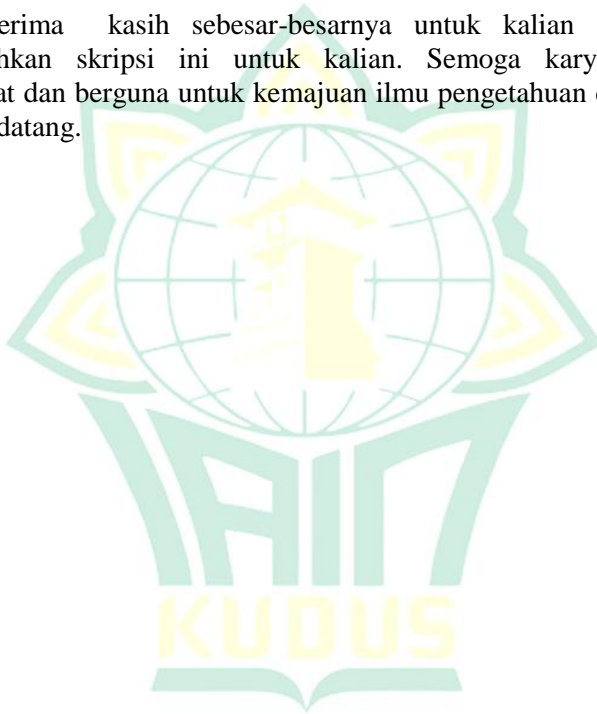 erima kasih sebesar-besarnya untuk kalian
hkan skripsi ini untuk kalian. Semoga kary
at dan berguna untuk kemajuan ilmu pengetahuan
datang.
IAIN
KUDUS